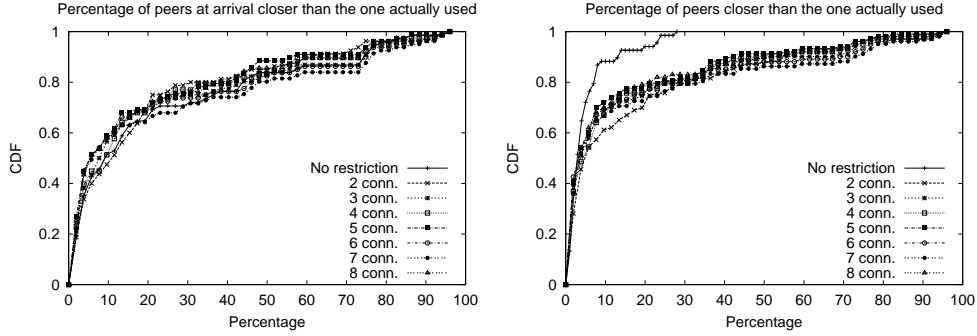 Percentage of peers at arrival closer than the one actually used
1
0.8
0.6
0.4
0.2
0
CDF
No restriction
2 conn.
3 conn.
4 conn.
5 conn.
6 conn.
7 conn.
8 conn.
0 10 20 30 40 50 60 70 80 90 100
Percentage
Percentage of peers closer than the one actually used
1
0.8
0.6
0.4
0.2
0
CDF
No restriction
2 conn.
3 conn.
4 conn.
5 conn.
6 conn.
7 conn.
8 conn.
0 10 20 30 40 50 60 70 80 90 100
Percentage